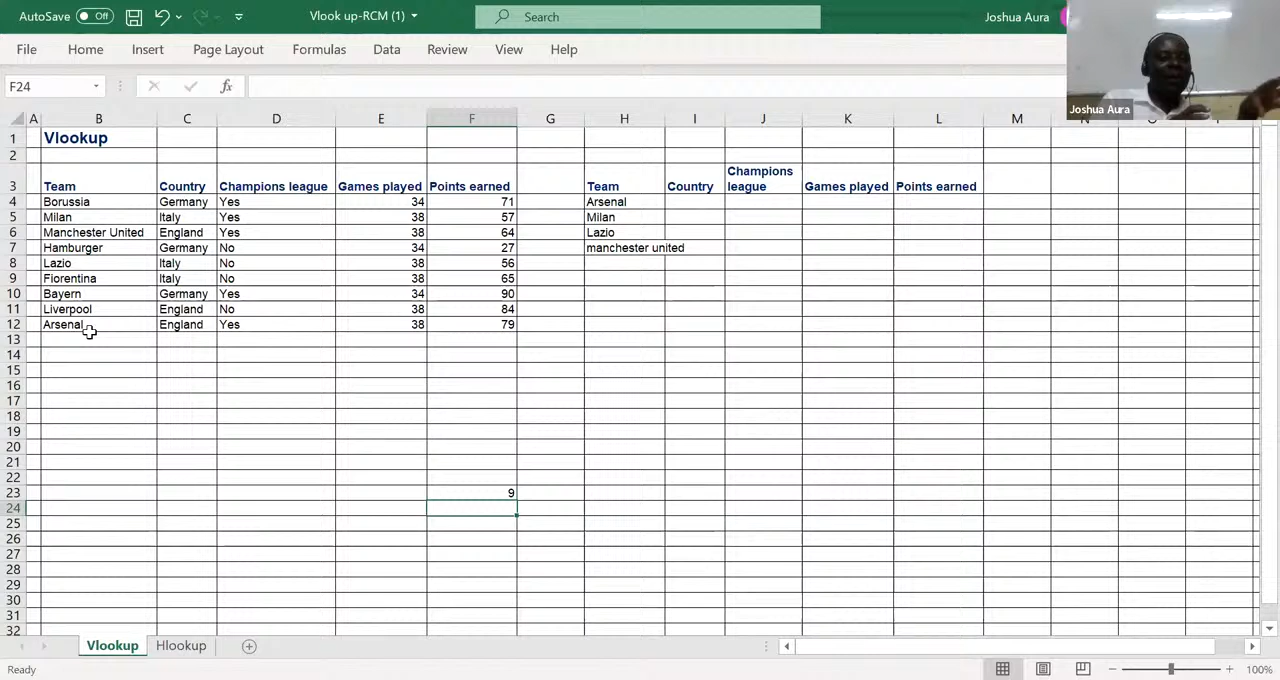 AutoSave Off Vlook up-RCM (1) Search Joshua Aura
File Home Insert Page Layout Formulas Data Review View Help
F24 fx
Joshua Aura
A B C D E F G H I J K L M
1 Vlookup
2
3 Team Country Champions league Games played Points earned Team Country Champions league Games played Points earned
4 Borussia Germany Yes 34 71 Arsenal
5 Milan Italy Yes 38 57 Milan
6 Manchester United England Yes 38 64 Lazio
7 Hamburger Germany No 34 27 manchester united
8 Lazio Italy No 38 56
9 Fiorentina Italy No 38 65
10 Bayern Germany Yes 34 90
11 Liverpool England No 38 84
12 Arsenal England Yes 38 79
13
14
15
16
17
18
19
20
21
22
23 9
24
25
26
27
28
29
30
31
32
Vlookup Hlookup
Ready 100%